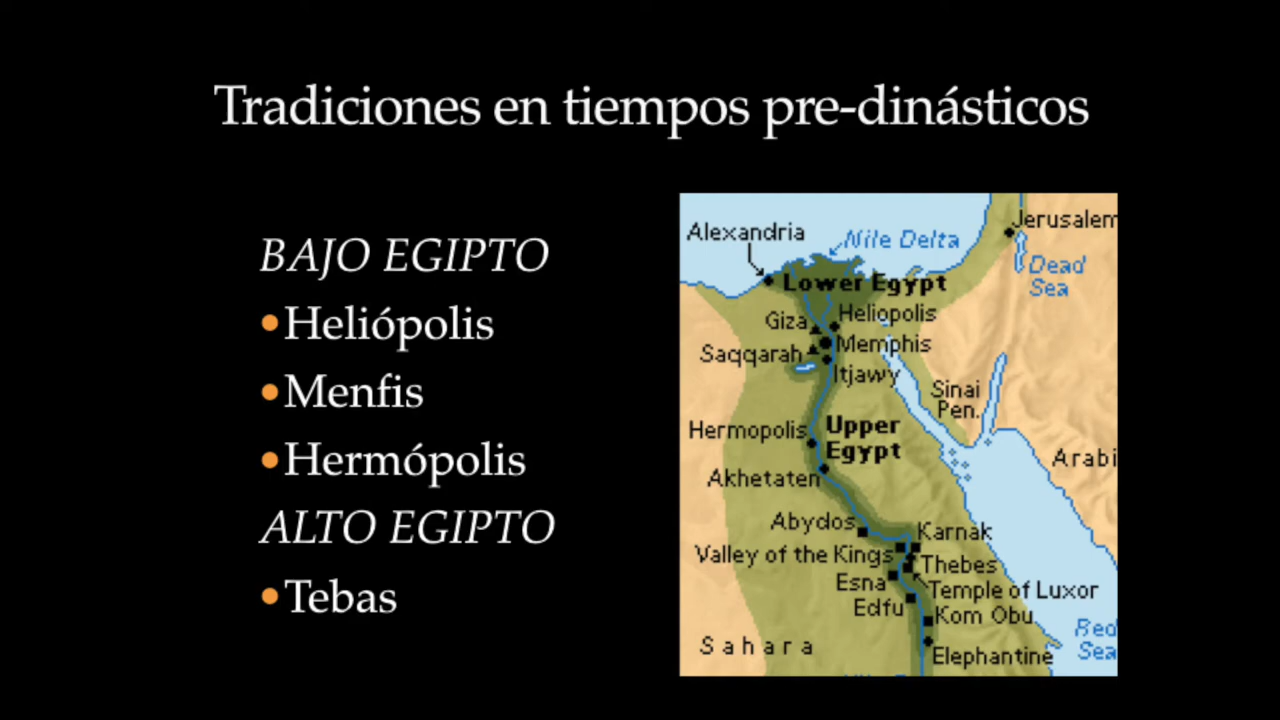 Tradiciones en tiempos pre-dinásticos
BAJO EGIPTO
•Heliópolis
•Menfis
•Hermópolis
ALTO EGIPTO
•Tebas
Jerusalem
Alexandria
Nile Delta
Dead
Sea
Lower Egypt
Heliopolis
Giza
Memphis
Saqqarah
Itjawy
Sinai
Pen.
Hermopolis
Upper
Egypt
Arabi
Akhetaten
Abydos
Karnak
Valley of the Kings
Thebes
Esna
Temple of Luxor
Edfu
Kom Obu
Red
Sea
Sahara
Elephantine